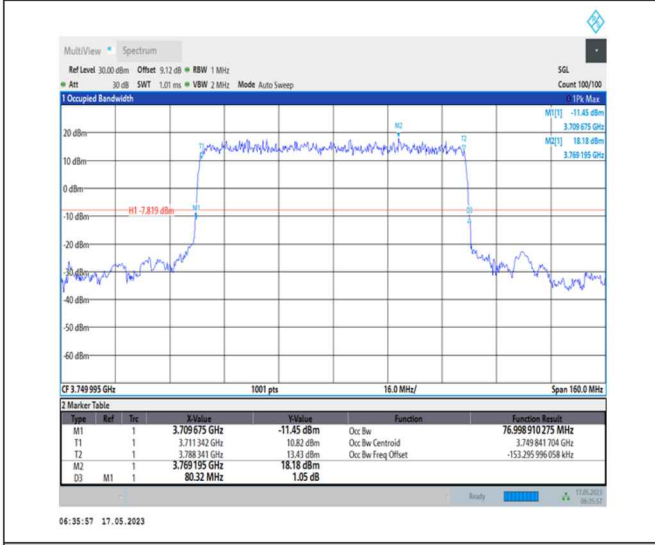 MultiView Spectrum
Ref Level 30.00 dBm Offset 9.12 dB RBW 1 MHz SGL
Att 30 dB SWT 1.01 ms VBW 2 MHz Mode Auto Sweep Count 100/100
1 Occupied Bandwidth 1Pk Max
M1[1] -11.45 dBm
3.709 675 GHz
M2[1] 18.18 dBm
3.769 195 GHz
M2
20 dBm
T1 T2
10 dBm
0 dBm
H1 -7.819 dBm M1 D3
-10 dBm
-20 dBm
-30 dBm
-40 dBm
-50 dBm
-60 dBm
CF 3.749 995 GHz 1001 pts 16.0 MHz/ Span 160.0 MHz
2 Marker Table
Type Ref Trc X-Value Y-Value Function Function Result
M1 1 3.709 675 GHz -11.45 dBm Occ Bw 76.998 910 275 MHz
T1 1 3.711 342 GHz 10.82 dBm Occ Bw Centroid 3.749 841 704 GHz
T2 1 3.788 341 GHz 13.43 dBm Occ Bw Freq Offset -153.295 996 058 kHz
M2 1 3.769 195 GHz 18.18 dBm
D3 M1 1 80.32 MHz 1.05 dB
Ready 17.05.2023
06:35:57
06:35:57 17.05.2023